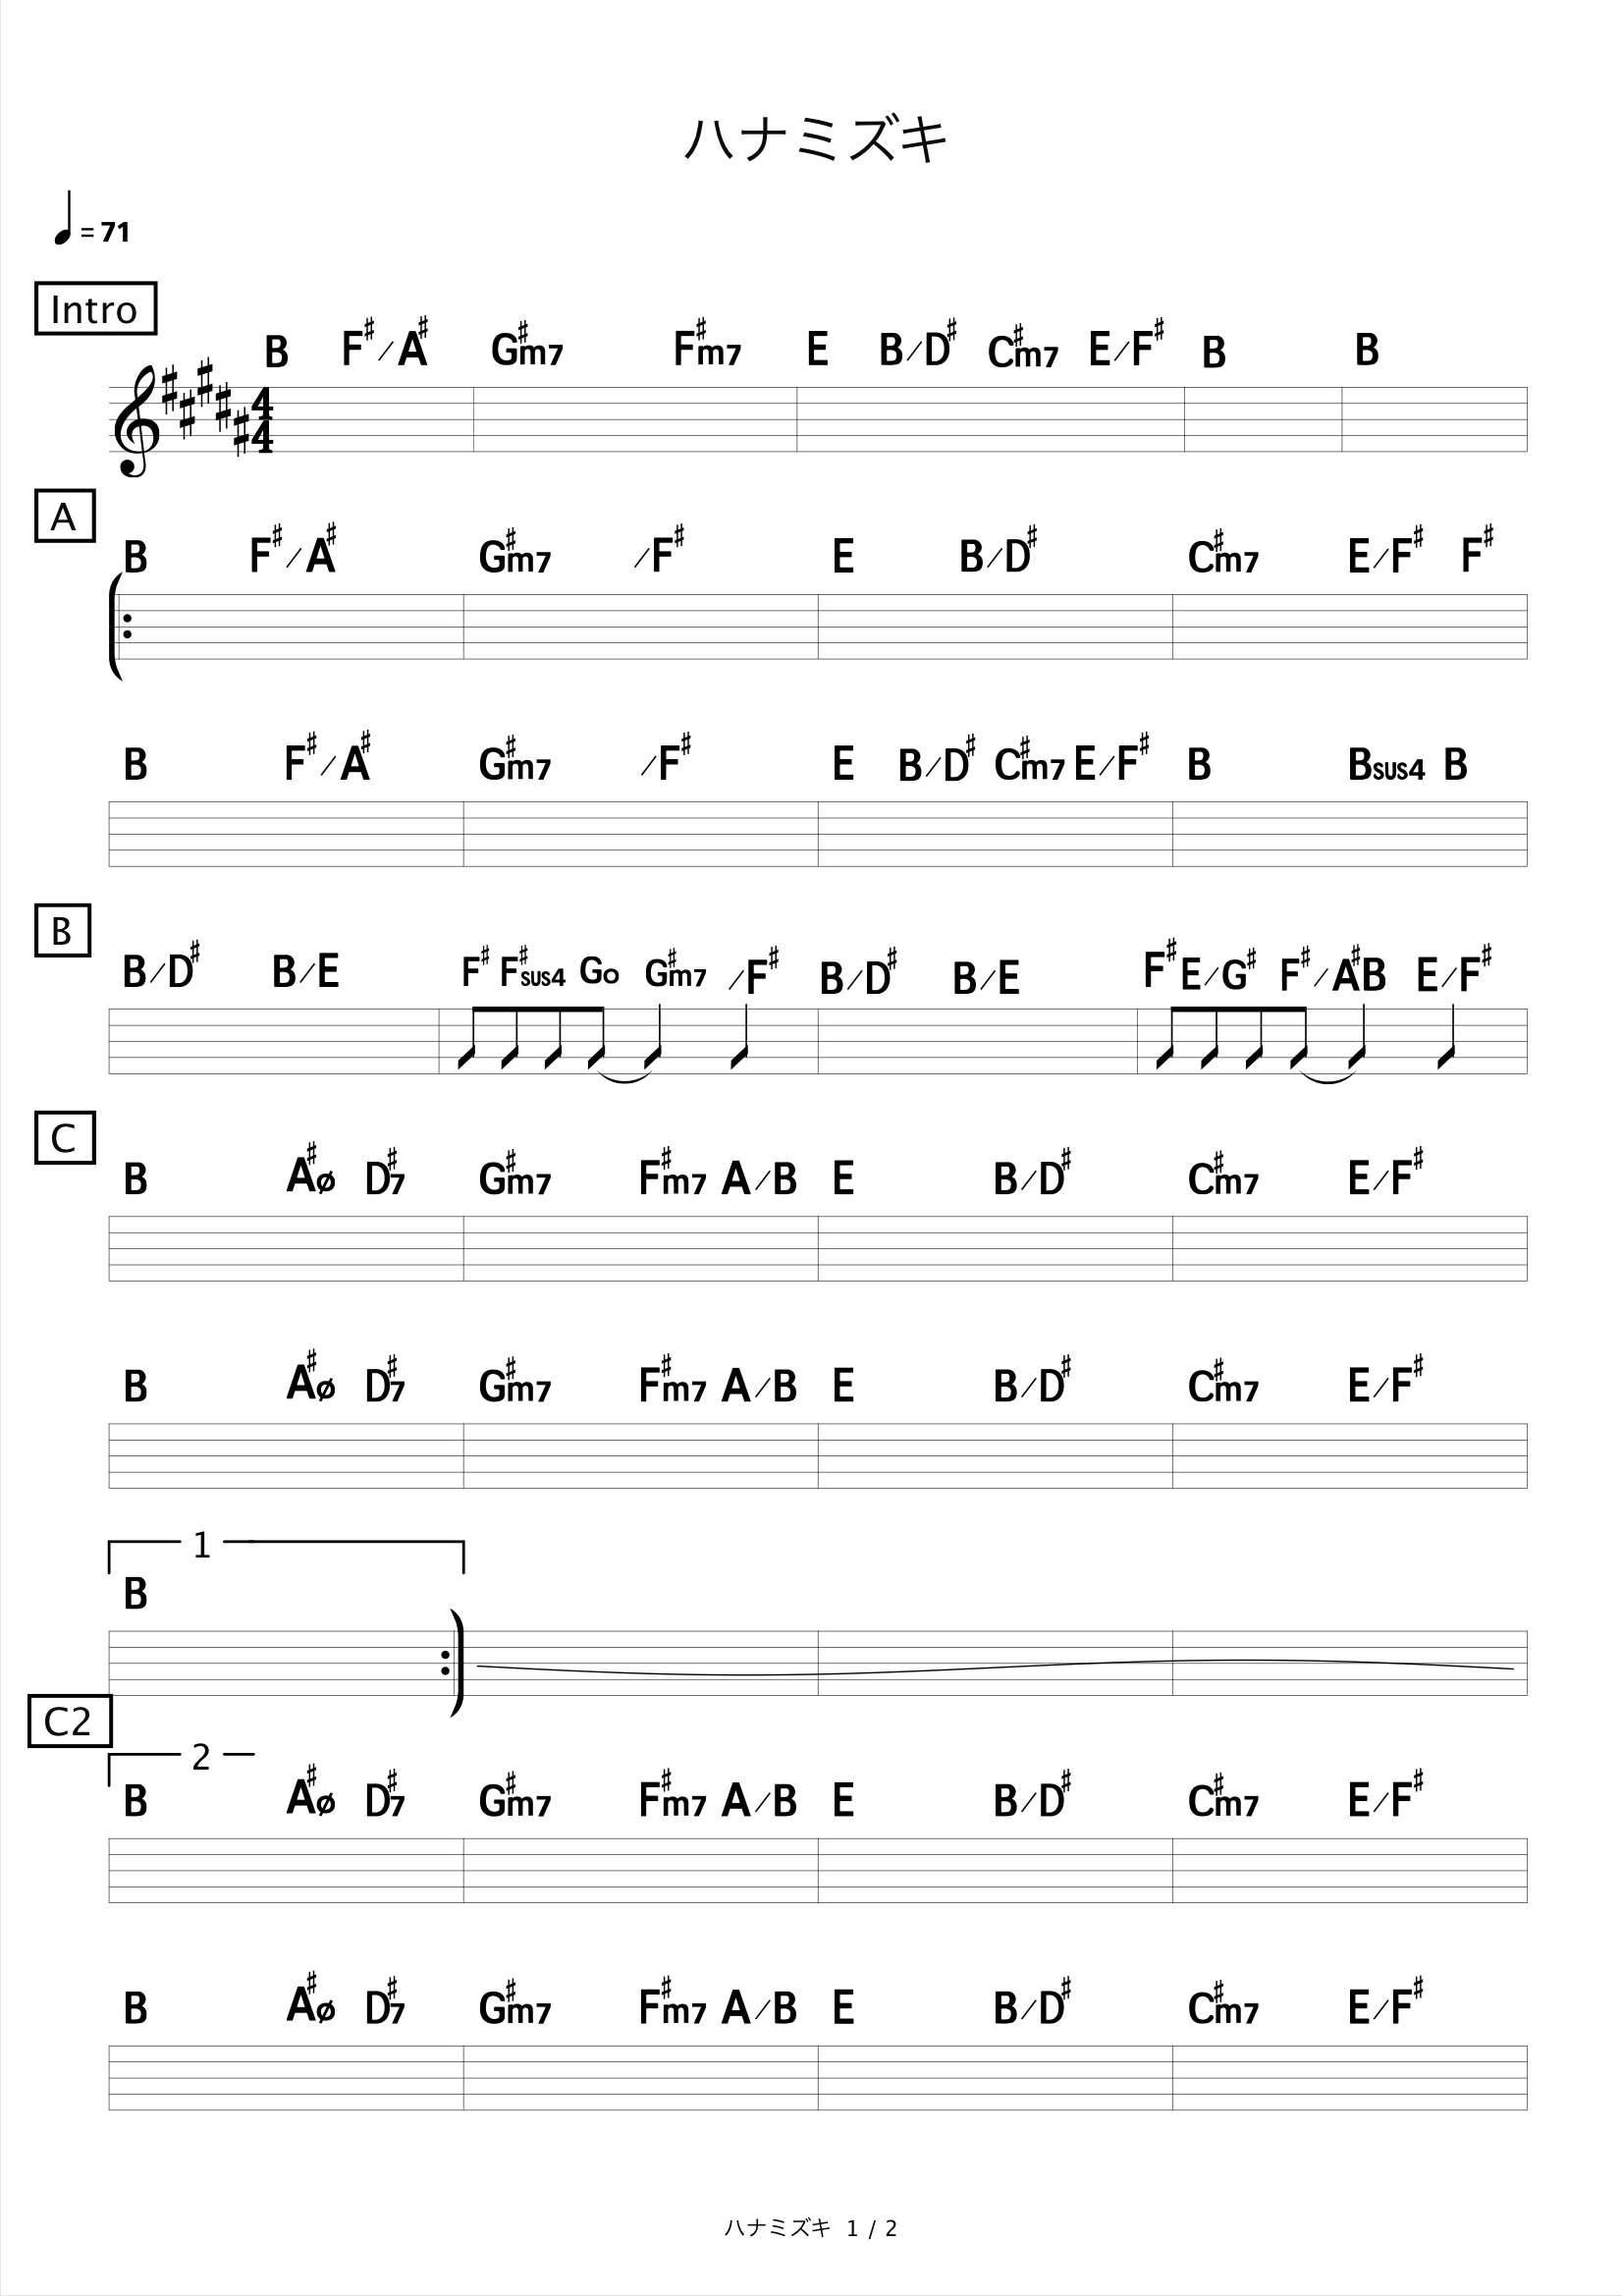 ハナミズキ
= 71
Intro
4/4
B F♯/A♯ G♯m7 F♯m7 E B/D♯ C♯m7 E/F♯ B B
A
B F♯/A♯ G♯m7 /F♯ E B/D♯ C♯m7 E/F♯ F♯
B F♯/A♯ G♯m7 /F♯ E B/D♯ C♯m7 E/F♯ B Bsus4 B
B
B/D♯ B/E F♯ F♯sus4 Go G♯m7 /F♯ B/D♯ B/E F♯ E/G♯ F♯/A♯ B E/F♯
C
B A♯ø D♯7 G♯m7 F♯m7 A/B E B/D♯ C♯m7 E/F♯
B A♯ø D♯7 G♯m7 F♯m7 A/B E B/D♯ C♯m7 E/F♯
1
B
C2
2
B A♯ø D♯7 G♯m7 F♯m7 A/B E B/D♯ C♯m7 E/F♯
B A♯ø D♯7 G♯m7 F♯m7 A/B E B/D♯ C♯m7 E/F♯
ハナミズキ 1 / 2